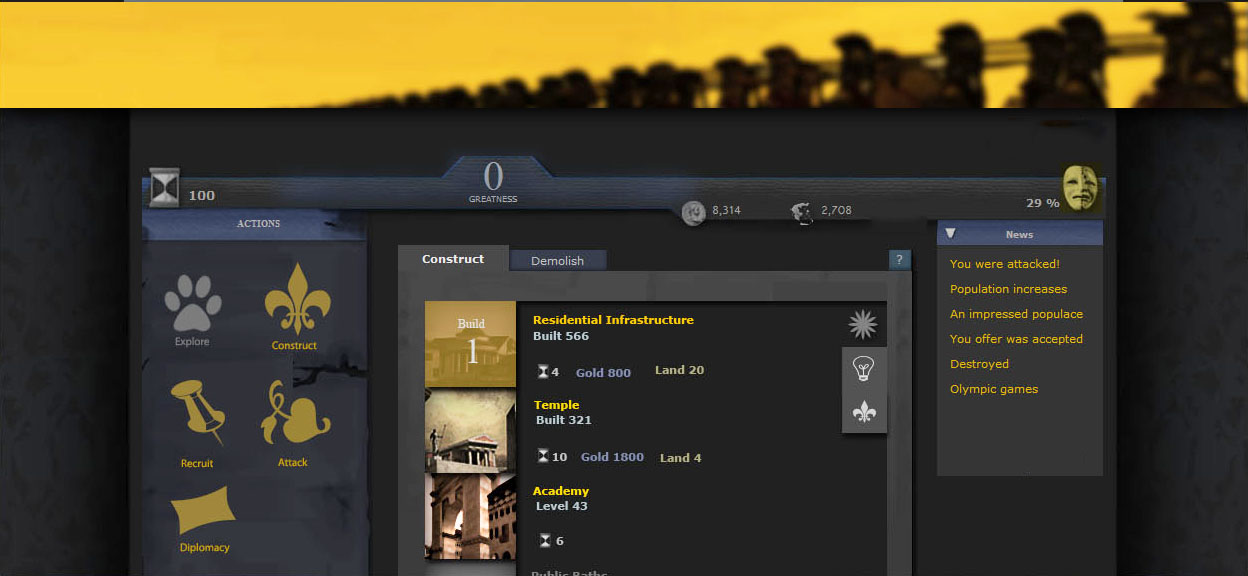 100
0
GREATNESS
8,314
2,708
29 %
ACTIONS
Explore
Construct
Recruit
Attack
Diplomacy
Construct
Demolish
?
Build
1
Residential Infrastructure
Built 566
4 Gold 800 Land 20
Temple
Built 321
10 Gold 1800 Land 4
Academy
Level 43
6
Public Baths
News
You were attacked!
Population increases
An impressed populace
You offer was accepted
Destroyed
Olympic games